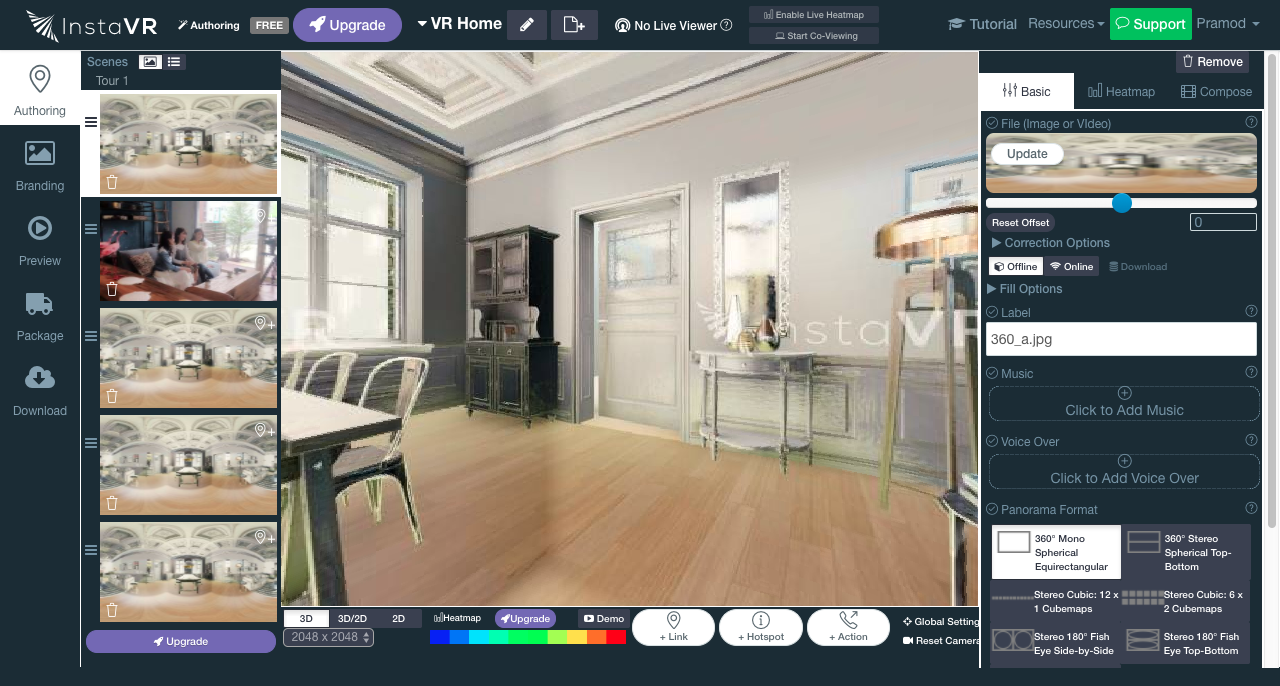 InstaVR
Authoring
FREE
Upgrade
VR Home
No Live Viewer
Enable Live Heatmap
Start Co-Viewing
Tutorial
Resources
Support
Pramod
Authoring
Branding
Preview
Package
Download
Scenes
Tour 1
Upgrade
InstaVR
3D
3D/2D
2D
2048 x 2048
Heatmap
Upgrade
Demo
+ Link
+ Hotspot
+ Action
Global Setting
Reset Camera
Remove
Basic
Heatmap
Compose
File (Image or VIdeo)
Update
Reset Offset
0
Correction Options
Offline
Online
Download
Fill Options
Label
360_a.jpg
Music
Click to Add Music
Voice Over
Click to Add Voice Over
Panorama Format
360° Mono
Spherical
Equirectangular
360° Stereo
Spherical Top-
Bottom
Stereo Cubic: 12 x
1 Cubemaps
Stereo Cubic: 6 x
2 Cubemaps
Stereo 180° Fish
Eye Side-by-Side
Stereo 180° Fish
Eye Top-Bottom